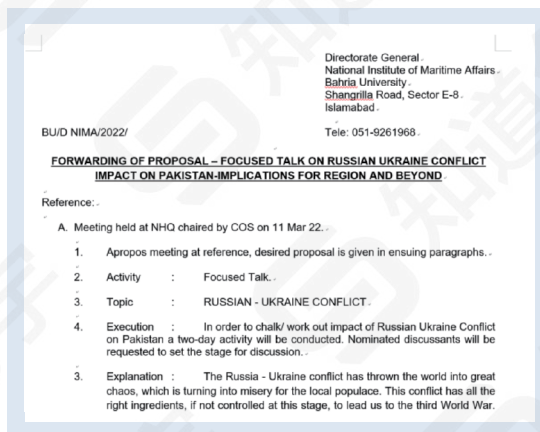 Directorate General
National Institute of Maritime Affairs
Bahria University
Shangrilla Road, Sector E-8
Islamabad
BU/D NIMA/2022/ Tele: 051-9261968
FORWARDING OF PROPOSAL – FOCUSED TALK ON RUSSIAN UKRAINE CONFLICT
IMPACT ON PAKISTAN-IMPLICATIONS FOR REGION AND BEYOND
Reference:
A. Meeting held at NHQ chaired by COS on 11 Mar 22.
1. Apropos meeting at reference, desired proposal is given in ensuing paragraphs.
2. Activity : Focused Talk.
3. Topic : RUSSIAN - UKRAINE CONFLICT
4. Execution : In order to chalk/ work out impact of Russian Ukraine Conflict
on Pakistan a two-day activity will be conducted. Nominated discussants will be
requested to set the stage for discussion.
3. Explanation : The Russia - Ukraine conflict has thrown the world into great
chaos, which is turning into misery for the local populace. This conflict has all the
right ingredients, if not controlled at this stage, to lead us to the third World War.